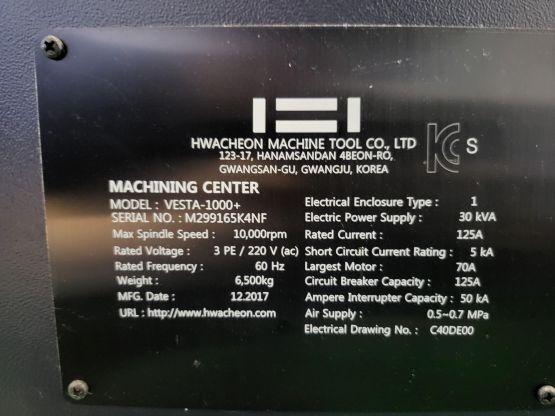 HWACHEON MACHINE TOOL CO., LTD
123-17, HANAMSANDAN 4BEON-RO,
GWANGSAN-GU, GWANGJU, KOREA
KC S
MACHINING CENTER
MODEL : VESTA-1000+
SERIAL NO. : M299165K4NF
Max Spindle Speed : 10,000rpm
Rated Voltage : 3 PE / 220 V (ac)
Rated Frequency : 60 Hz
Weight : 6,500kg
MFG. Date : 12.2017
URL : http://www.hwacheon.com
Electrical Enclosure Type : 1
Electric Power Supply : 30 kVA
Rated Current : 125A
Short Circuit Current Rating : 5 kA
Largest Motor : 70A
Circuit Breaker Capacity : 125A
Ampere Interrupter Capacity : 50 kA
Air Supply : 0.5~0.7 MPa
Electrical Drawing No. : C40DE00